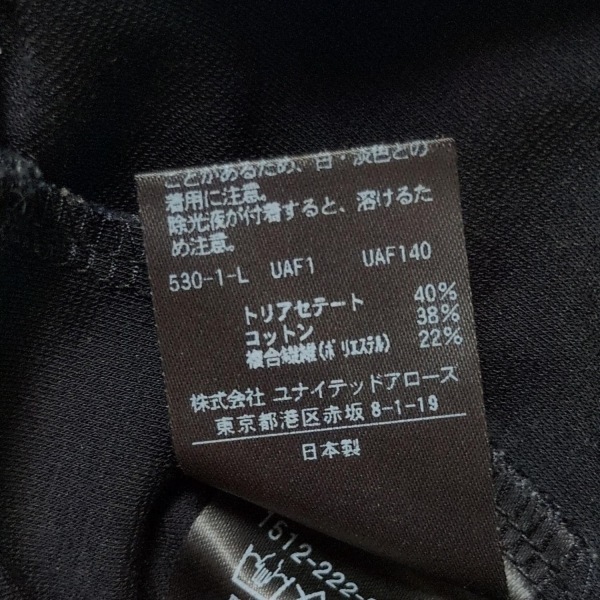 ことがあるため、白・淡色との
着用に注意。
除光液が付着すると、溶けるた
め注意。
530-1-L UAF1 UAF140
トリアセテート 40%
コットン 38%
複合繊維(ポリエステル) 22%
株式会社 ユナイテッドアローズ
東京都港区赤坂 8-1-19
日本製
1512-222-